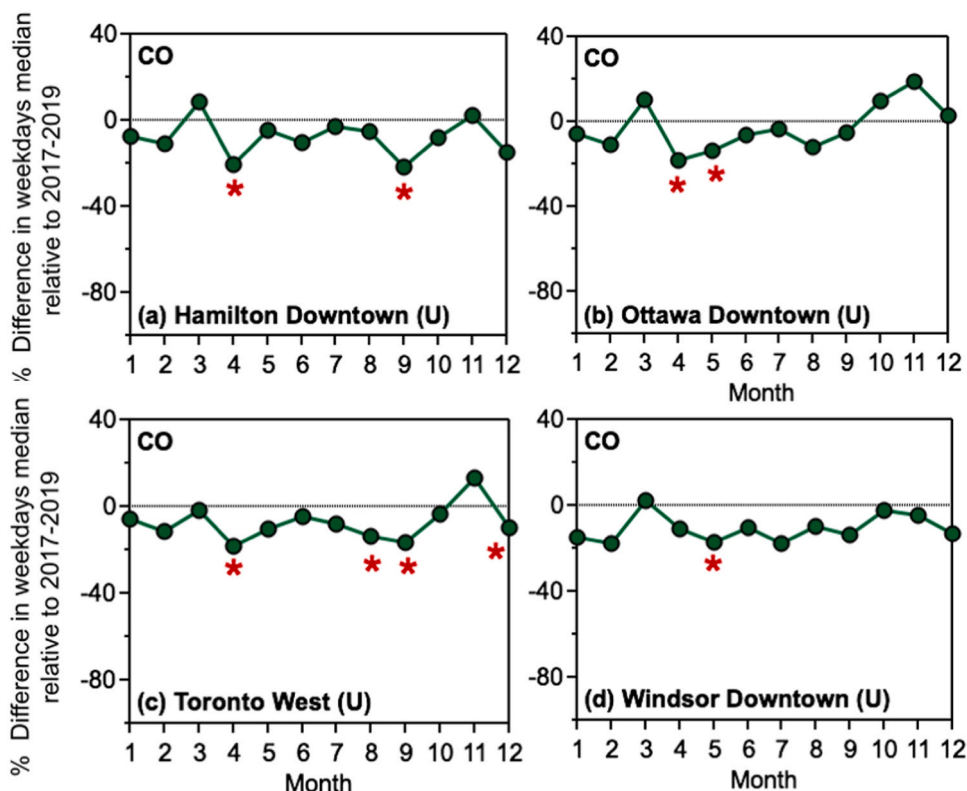 % Difference in weekdays median
relative to 2017-2019
40
0
-40
-80
CO
*
*
(a) Hamilton Downtown (U)
1 2 3 4 5 6 7 8 9 10 11 12
40
0
-40
-80
CO
*
*
(b) Ottawa Downtown (U)
1 2 3 4 5 6 7 8 9 10 11 12
Month
% Difference in weekdays median
relative to 2017-2019
40
0
-40
-80
CO
*
*
*
*
(c) Toronto West (U)
1 2 3 4 5 6 7 8 9 10 11 12
Month
40
0
-40
-80
CO
*
(d) Windsor Downtown (U)
1 2 3 4 5 6 7 8 9 10 11 12
Month